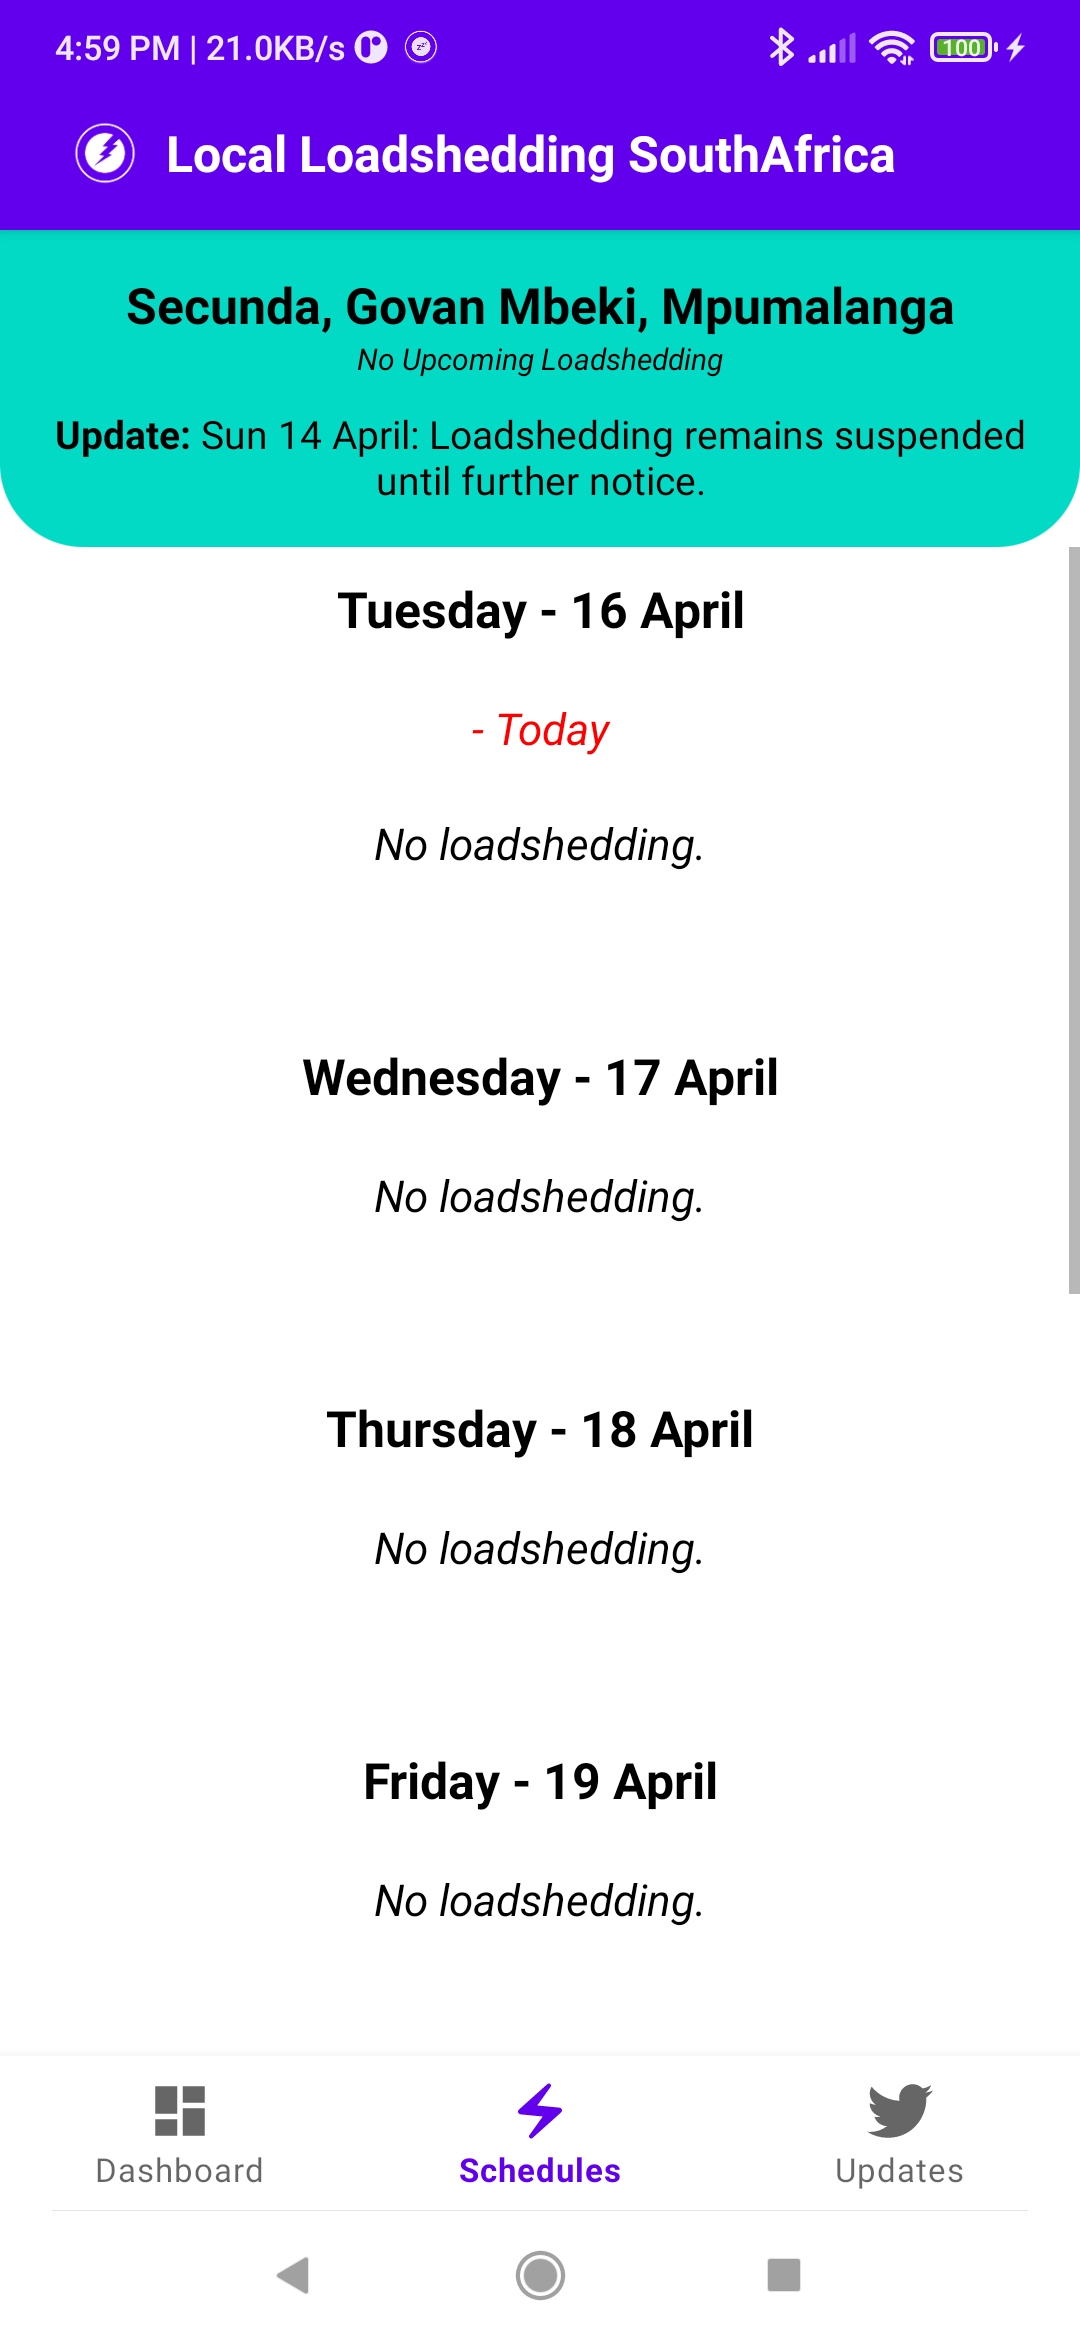 4:59 PM | 21.0KB/s
100
Local Loadshedding SouthAfrica
Secunda, Govan Mbeki, Mpumalanga
No Upcoming Loadshedding
Update: Sun 14 April: Loadshedding remains suspended
until further notice.
Tuesday - 16 April
- Today
No loadshedding.
Wednesday - 17 April
No loadshedding.
Thursday - 18 April
No loadshedding.
Friday - 19 April
No loadshedding.
Dashboard
Schedules
Updates